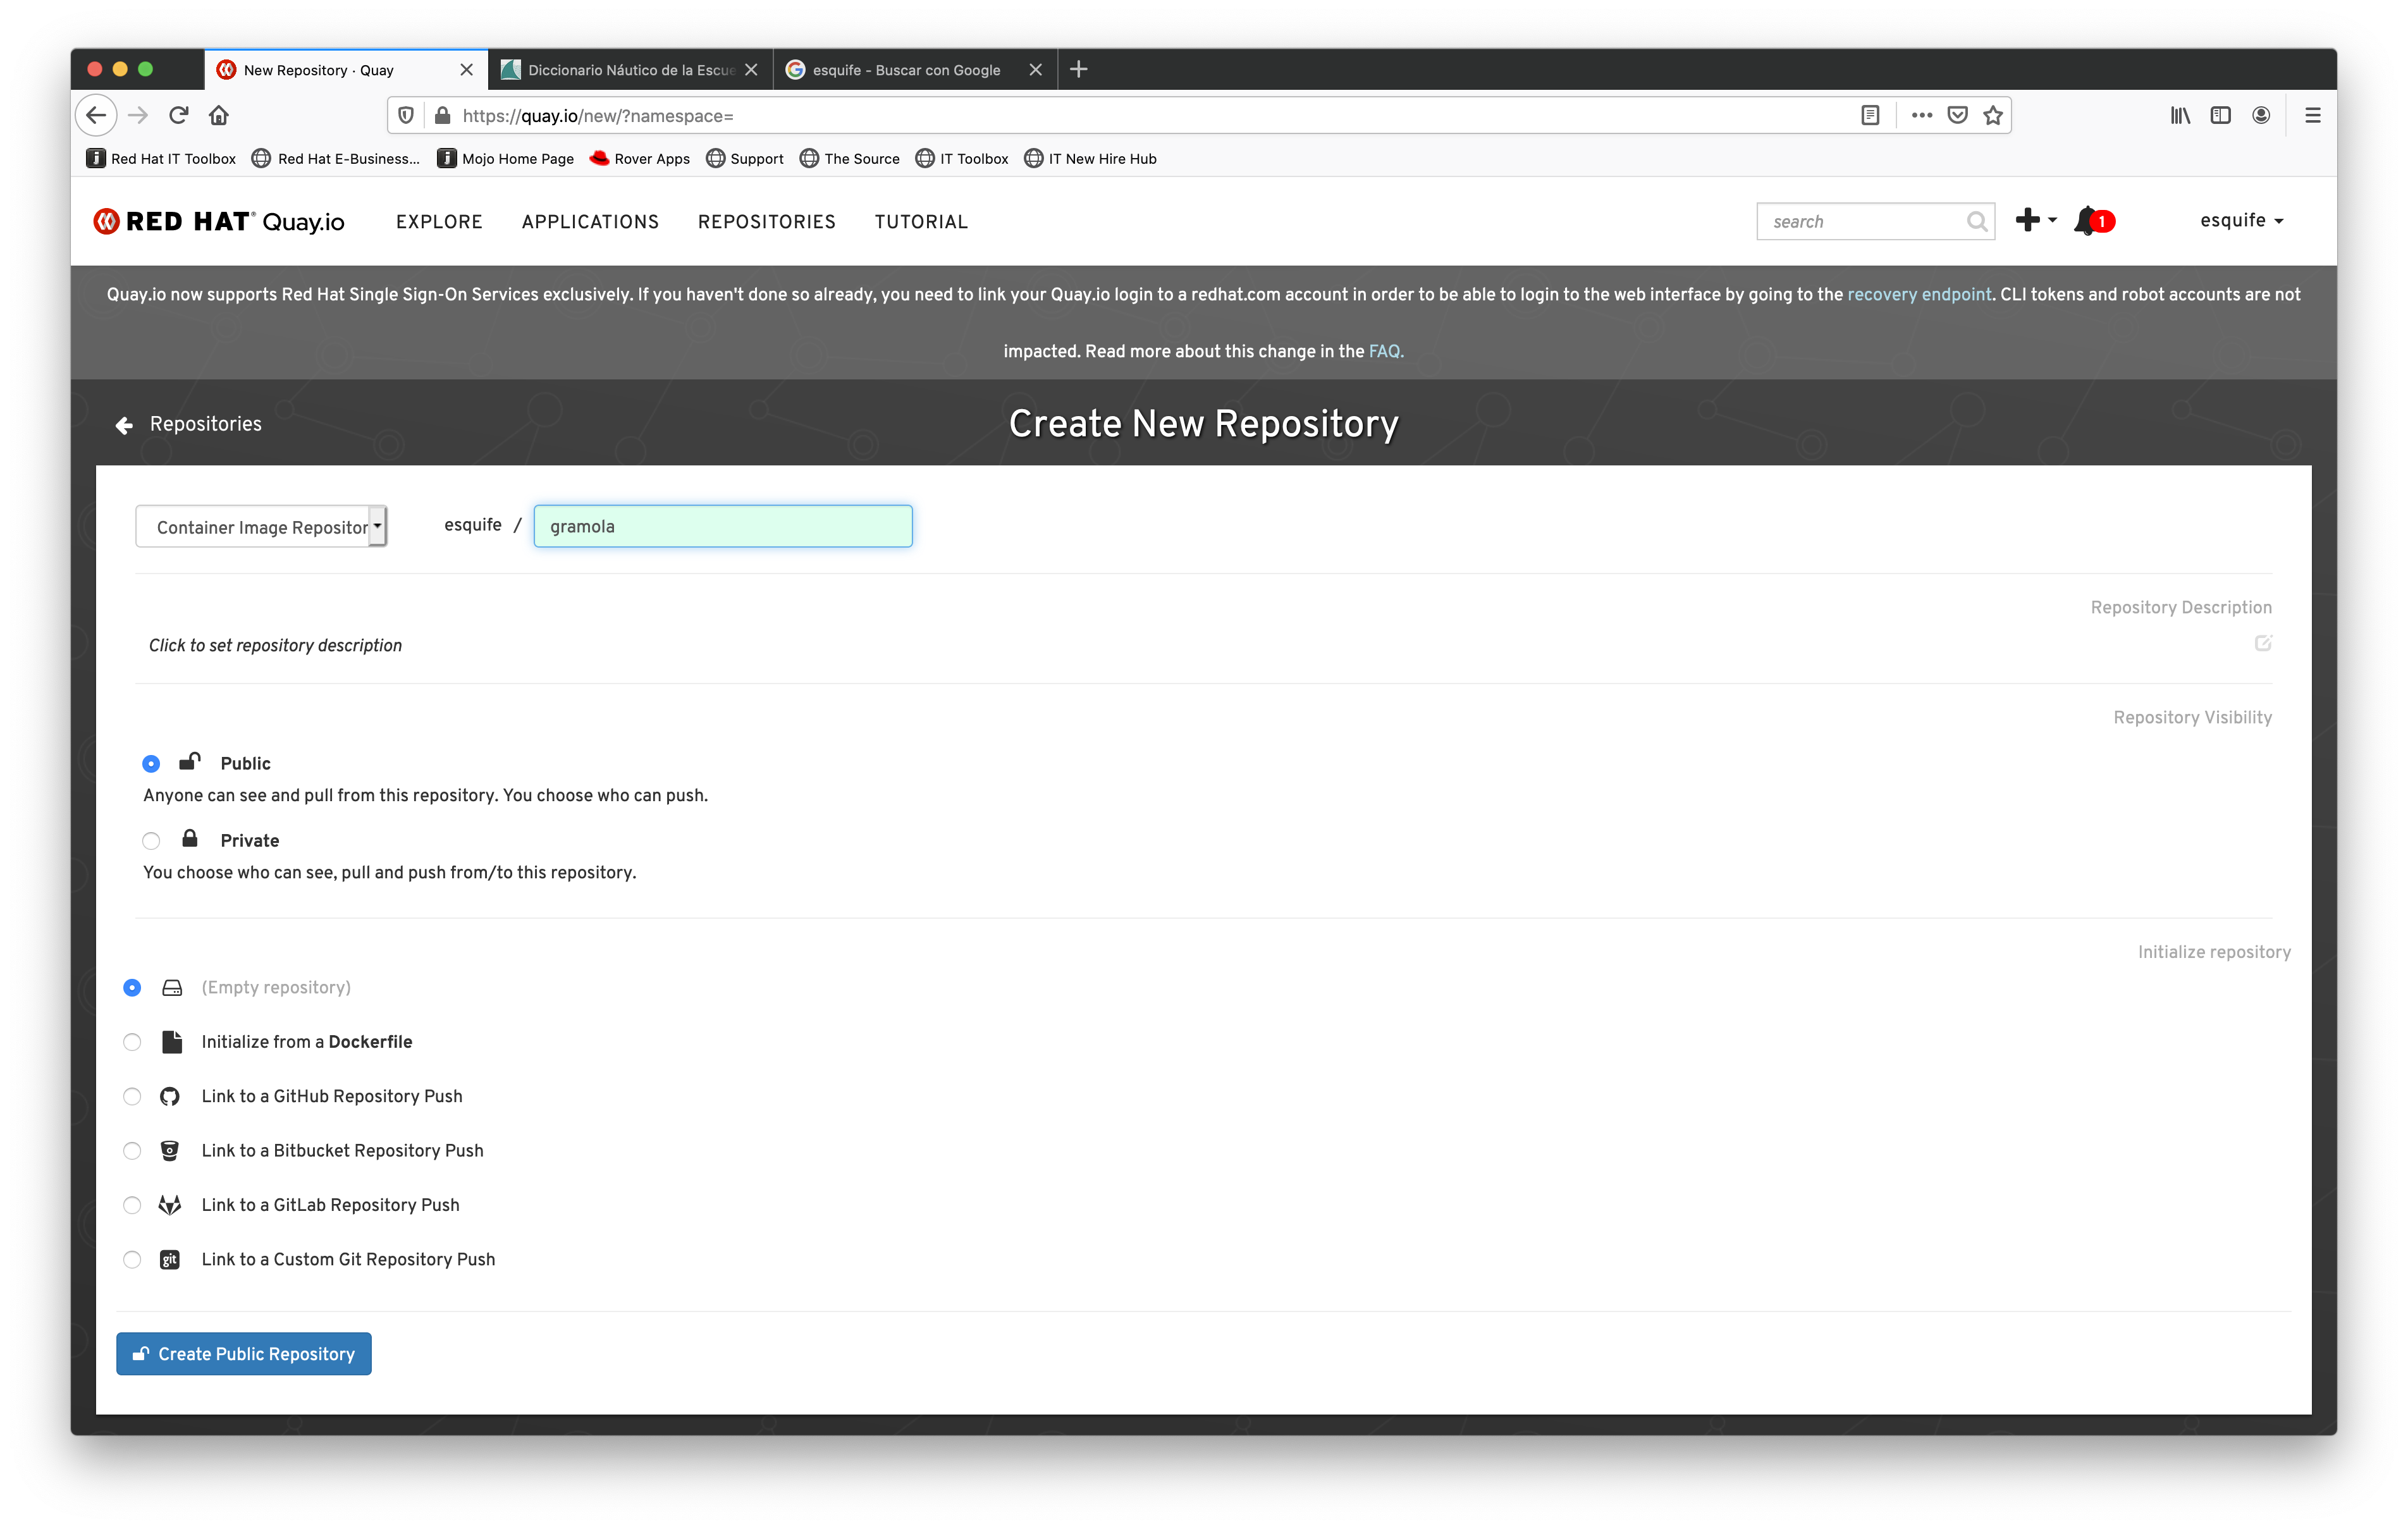 New Repository · Quay
Diccionario Náutico de la Escue
esquife - Buscar con Google
https://quay.io/new/?namespace=
Red Hat IT Toolbox
Red Hat E-Business...
Mojo Home Page
Rover Apps
Support
The Source
IT Toolbox
IT New Hire Hub
RED HAT Quay.io
EXPLORE
APPLICATIONS
REPOSITORIES
TUTORIAL
search
1
esquife
Quay.io now supports Red Hat Single Sign-On Services exclusively. If you haven't done so already, you need to link your Quay.io login to a redhat.com account in order to be able to login to the web interface by going to the recovery endpoint. CLI tokens and robot accounts are not
impacted. Read more about this change in the FAQ.
Repositories
Create New Repository
Container Image Repositor
esquife /
gramola
Repository Description
Click to set repository description
Repository Visibility
Public
Anyone can see and pull from this repository. You choose who can push.
Private
You choose who can see, pull and push from/to this repository.
Initialize repository
(Empty repository)
Initialize from a Dockerfile
Link to a GitHub Repository Push
Link to a Bitbucket Repository Push
Link to a GitLab Repository Push
git
Link to a Custom Git Repository Push
Create Public Repository